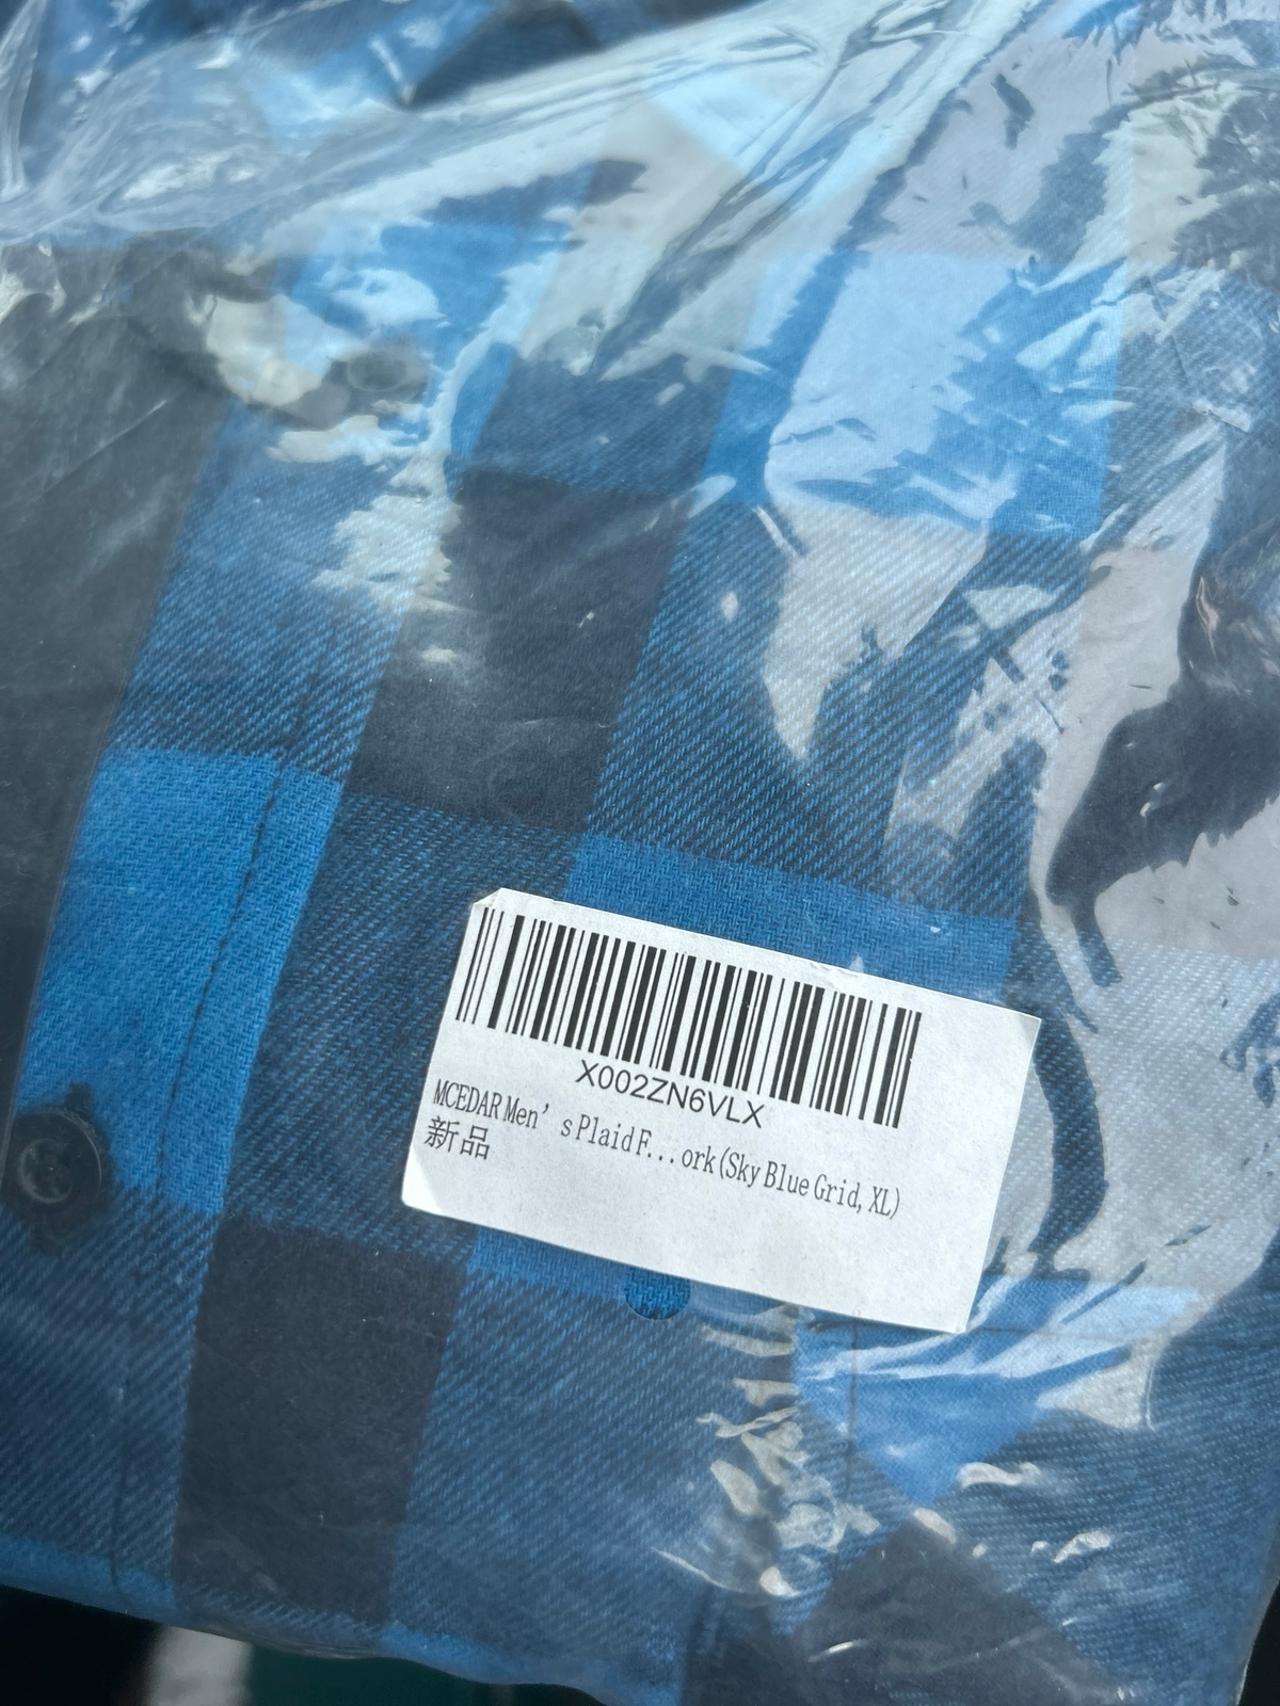 X002ZN6VLX
MCEDAR Men's Plaid F...ork(Sky Blue Grid, XL)
新品